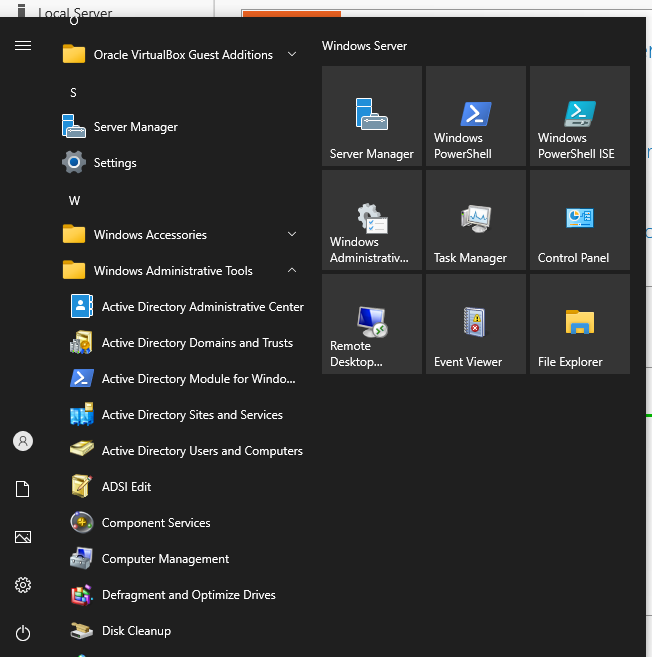 Local Server
O
Oracle VirtualBox Guest Additions
S
Server Manager
Settings
W
Windows Accessories
Windows Administrative Tools
Active Directory Administrative Center
Active Directory Domains and Trusts
Active Directory Module for Windo...
Active Directory Sites and Services
Active Directory Users and Computers
ADSI Edit
Component Services
Computer Management
Defragment and Optimize Drives
Disk Cleanup
Windows Server
Server Manager
Windows
PowerShell
Windows
PowerShell ISE
Windows
Administrativ...
Task Manager
Control Panel
Remote
Desktop...
Event Viewer
File Explorer